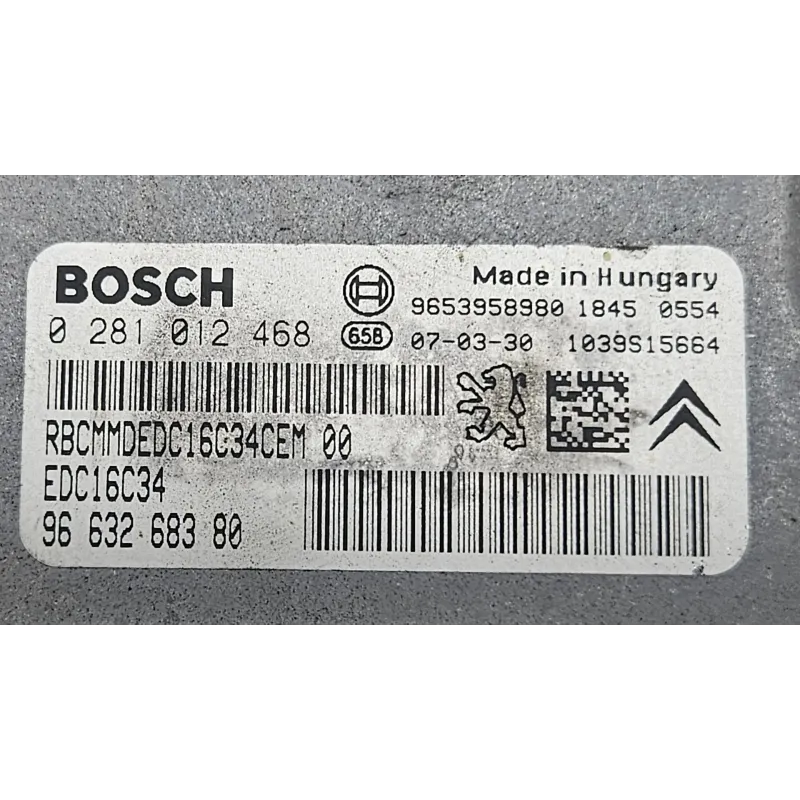 BOSCH
Made in Hungary
9653958980 1845 0554
0 281 012 468
65B
07-03-30 1039S15664
RBCMMDEDC16C34CEM 00
EDC16C34
96 632 683 80